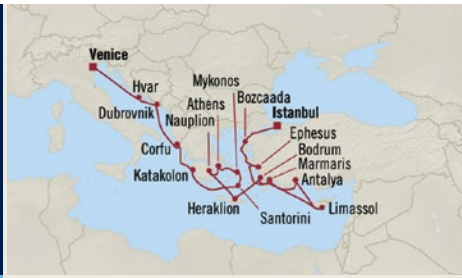 Venice
Hvar
Dubrovnik
Corfu
Katakolon
Mykonos
Bozcaada
Athens
Nauplion
Istanbul
Ephesus
Bodrum
Marmaris
Antalya
Heraklion
Santorini
Limassol